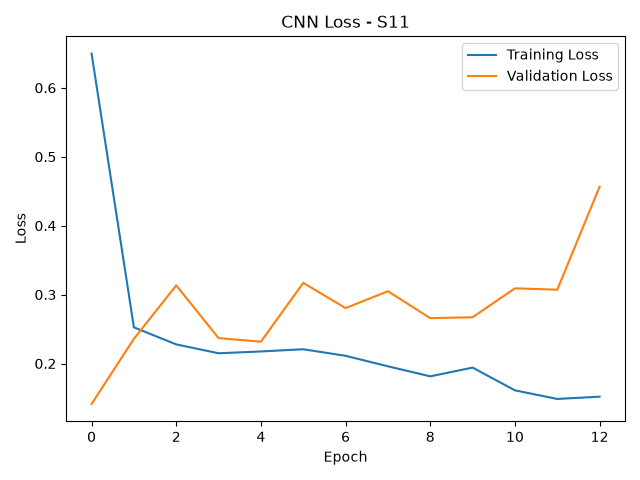 CNN Loss - S11
Training Loss
Validation Loss
0.6
0.5
0.4
0.3
0.2
Loss
0 2 4 6 8 10 12
Epoch